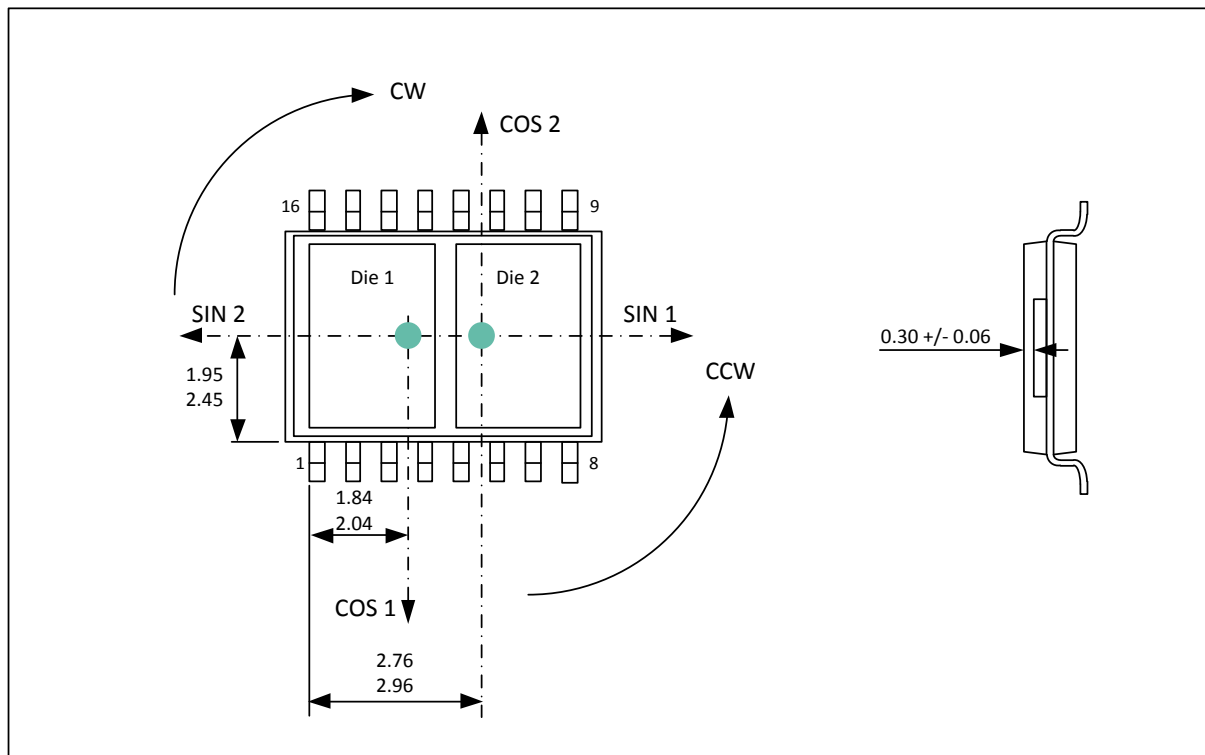 CW
COS 2
16
9
Die 1
Die 2
SIN 2
SIN 1
0.30 +/- 0.06
1.95
2.45
CCW
1
8
1.84
2.04
COS 1
2.76
2.96